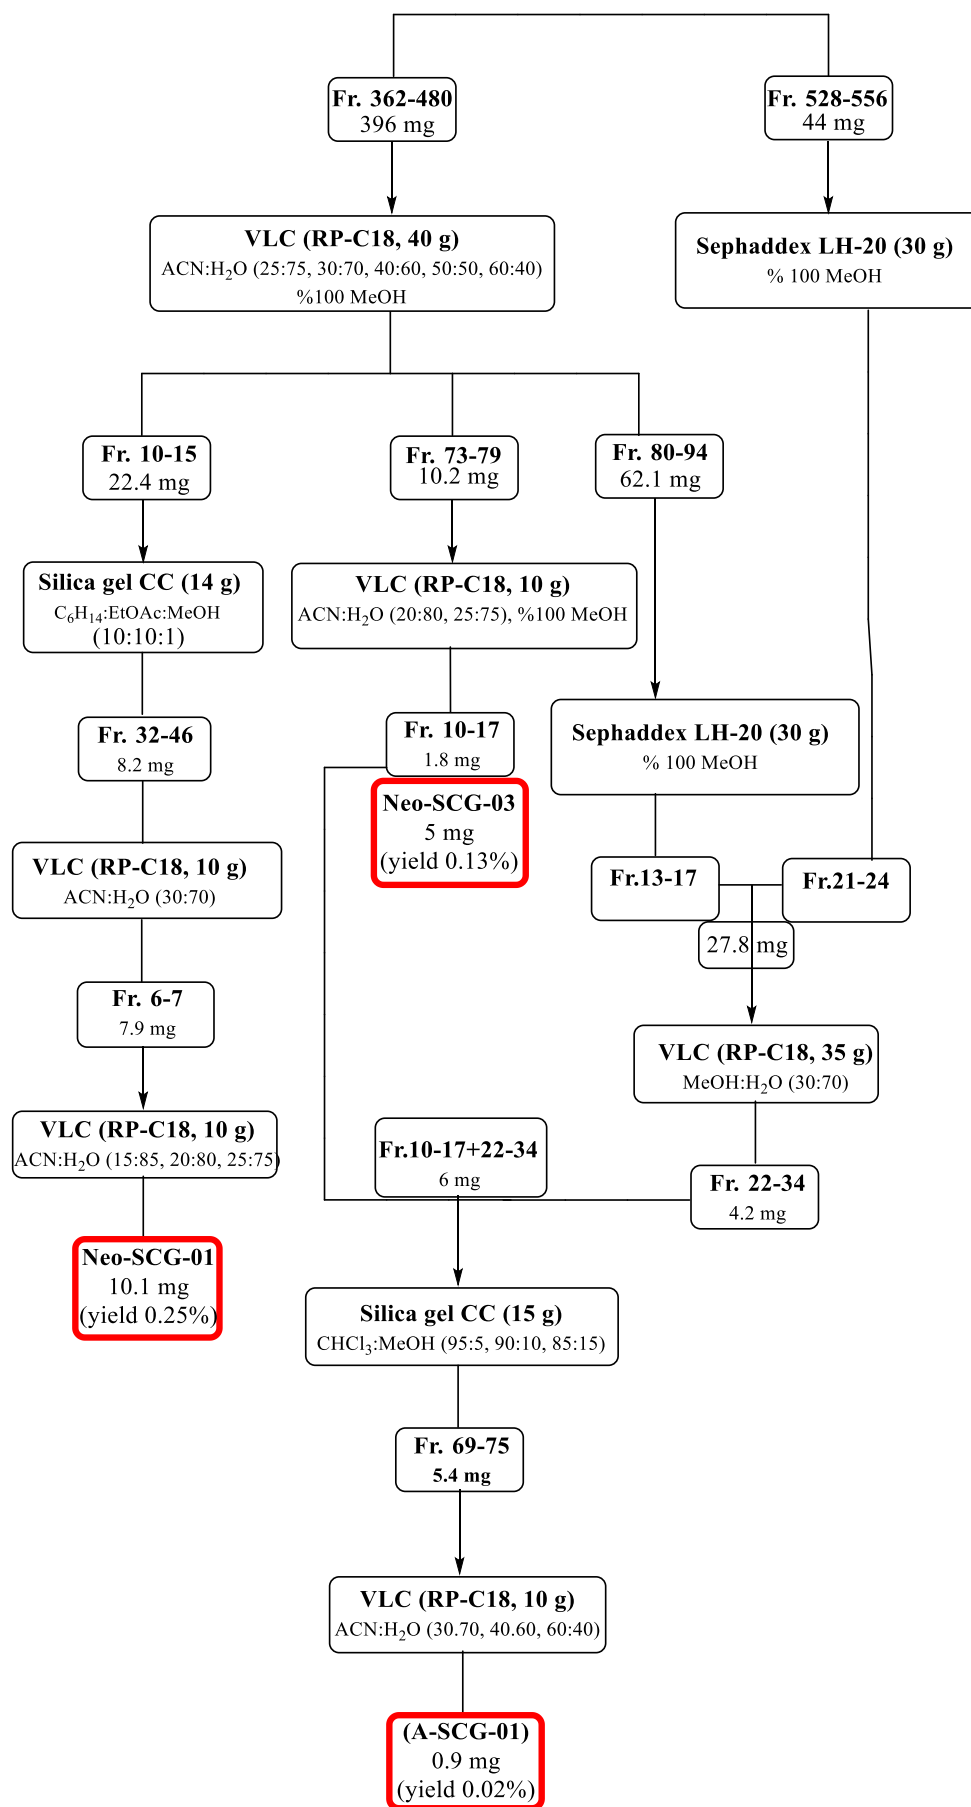 Fr. 362-480
396 mg
Fr. 528-556
44 mg
VLC (RP-C18, 40 g)
ACN:H₂O (25:75, 30:70, 40:60, 50:50, 60:40)
%100 MeOH
Sephaddex LH-20 (30 g)
% 100 MeOH
Fr. 10-15
22.4 mg
Fr. 73-79
10.2 mg
Fr. 80-94
62.1 mg
Silica gel CC (14 g)
C₆H₁₄:EtOAc:MeOH
(10:10:1)
VLC (RP-C18, 10 g)
ACN:H₂O (20:80, 25:75), %100 MeOH
Fr. 32-46
8.2 mg
Fr. 10-17
1.8 mg
Sephaddex LH-20 (30 g)
% 100 MeOH
Neo-SCG-03
5 mg
(yield 0.13%)
VLC (RP-C18, 10 g)
ACN:H₂O (30:70)
Fr.13-17
Fr.21-24
27.8 mg
Fr. 6-7
7.9 mg
VLC (RP-C18, 35 g)
MeOH:H₂O (30:70)
VLC (RP-C18, 10 g)
ACN:H₂O (15:85, 20:80, 25:75)
Fr.10-17+22-34
6 mg
Fr. 22-34
4.2 mg
Neo-SCG-01
10.1 mg
(yield 0.25%)
Silica gel CC (15 g)
CHCl₃:MeOH (95:5, 90:10, 85:15)
Fr. 69-75
5.4 mg
VLC (RP-C18, 10 g)
ACN:H₂O (30.70, 40.60, 60:40)
(A-SCG-01)
0.9 mg
(yield 0.02%)